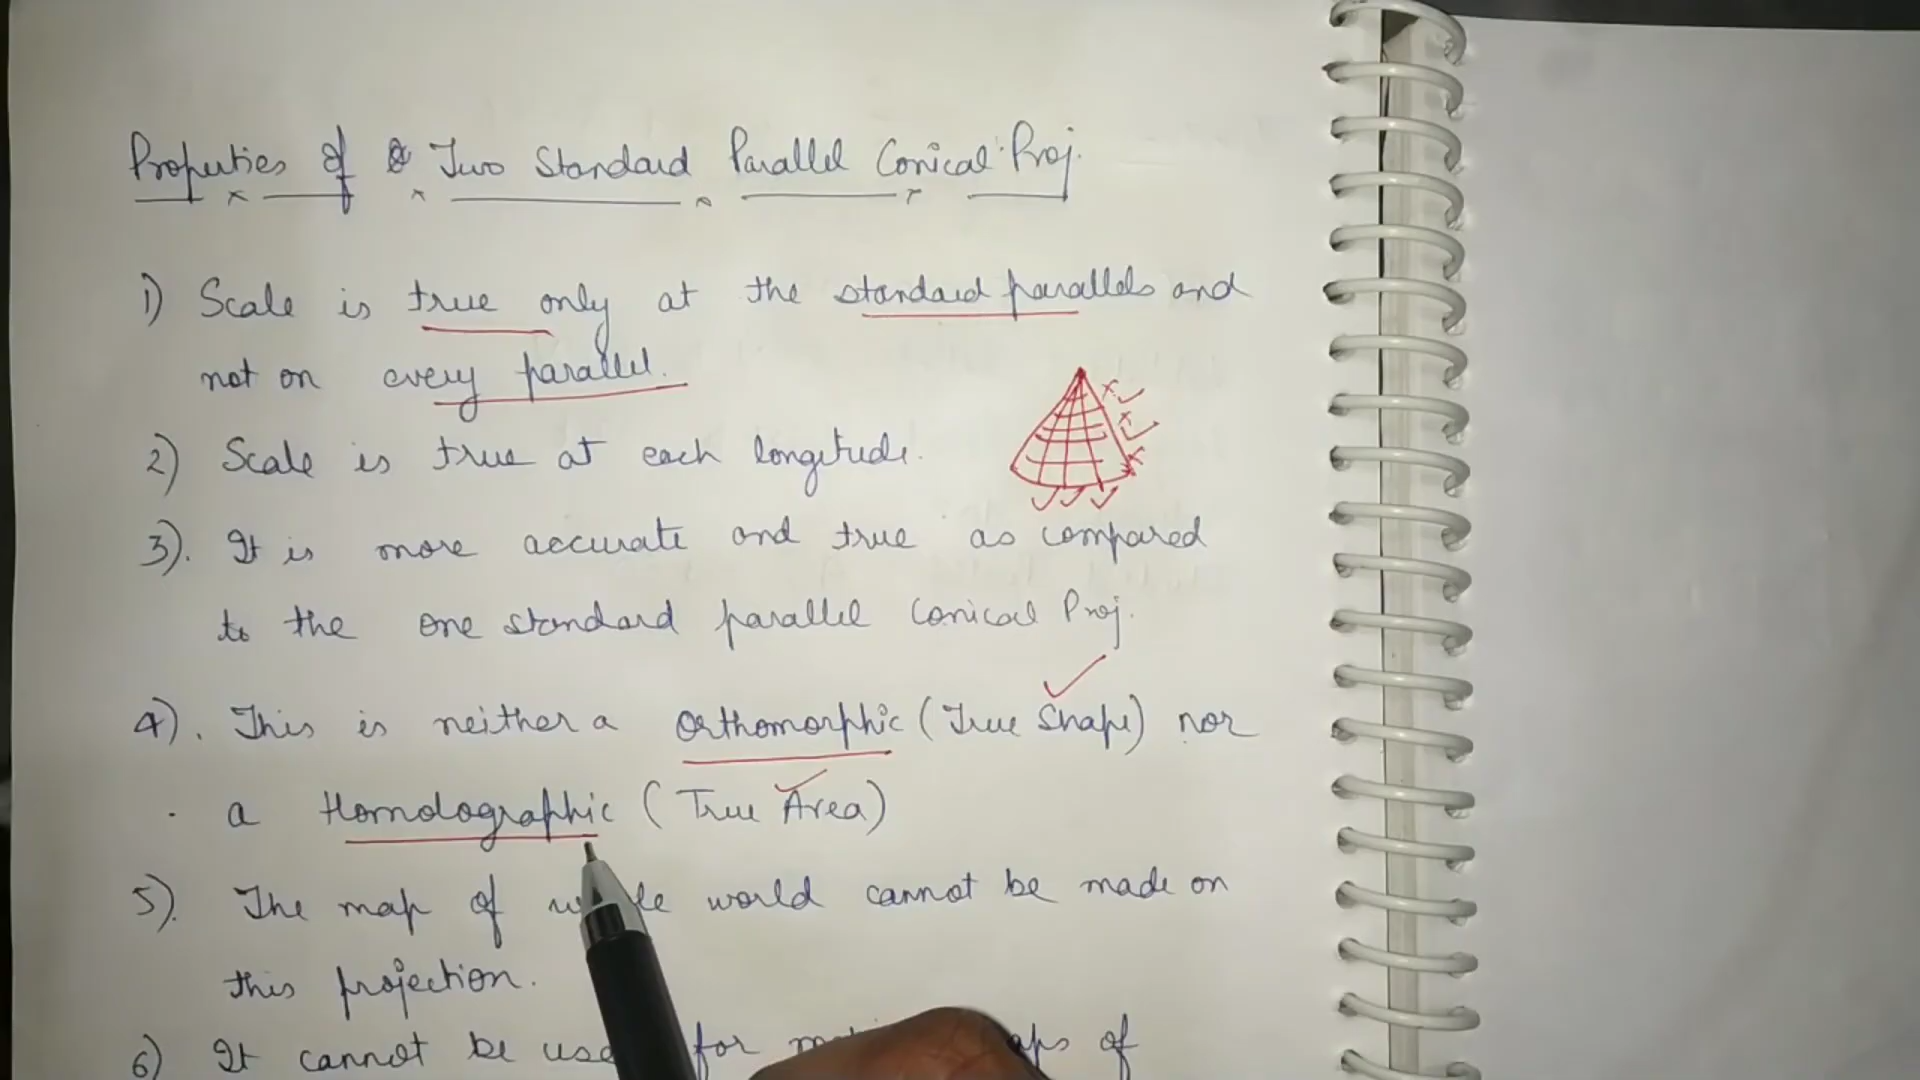 Properties of Two Standard Parallel Conical Proj.
1) Scale is true only at the standard parallels and
not on every parallel.
2) Scale is true at each longitude.
3). It is more accurate and true as compared
to the one standard parallel Conical Proj.
4). This is neither a Orthomorphic (True Shape) nor
a Homolographic (True Area)
5). The map of world cannot be made on
this projection.
6) It cannot be for of